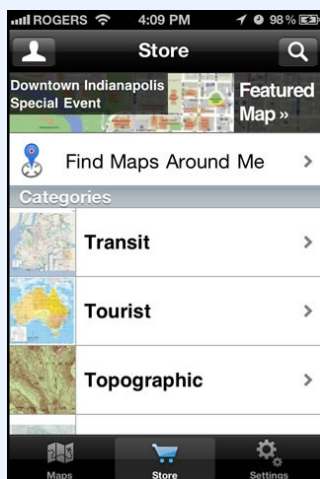 ROGERS 4:09 PM 98%
Store
Downtown Indianapolis
Special Event
Featured
Map »
Find Maps Around Me
Categories
Transit
Tourist
Topographic
Maps Store Settings